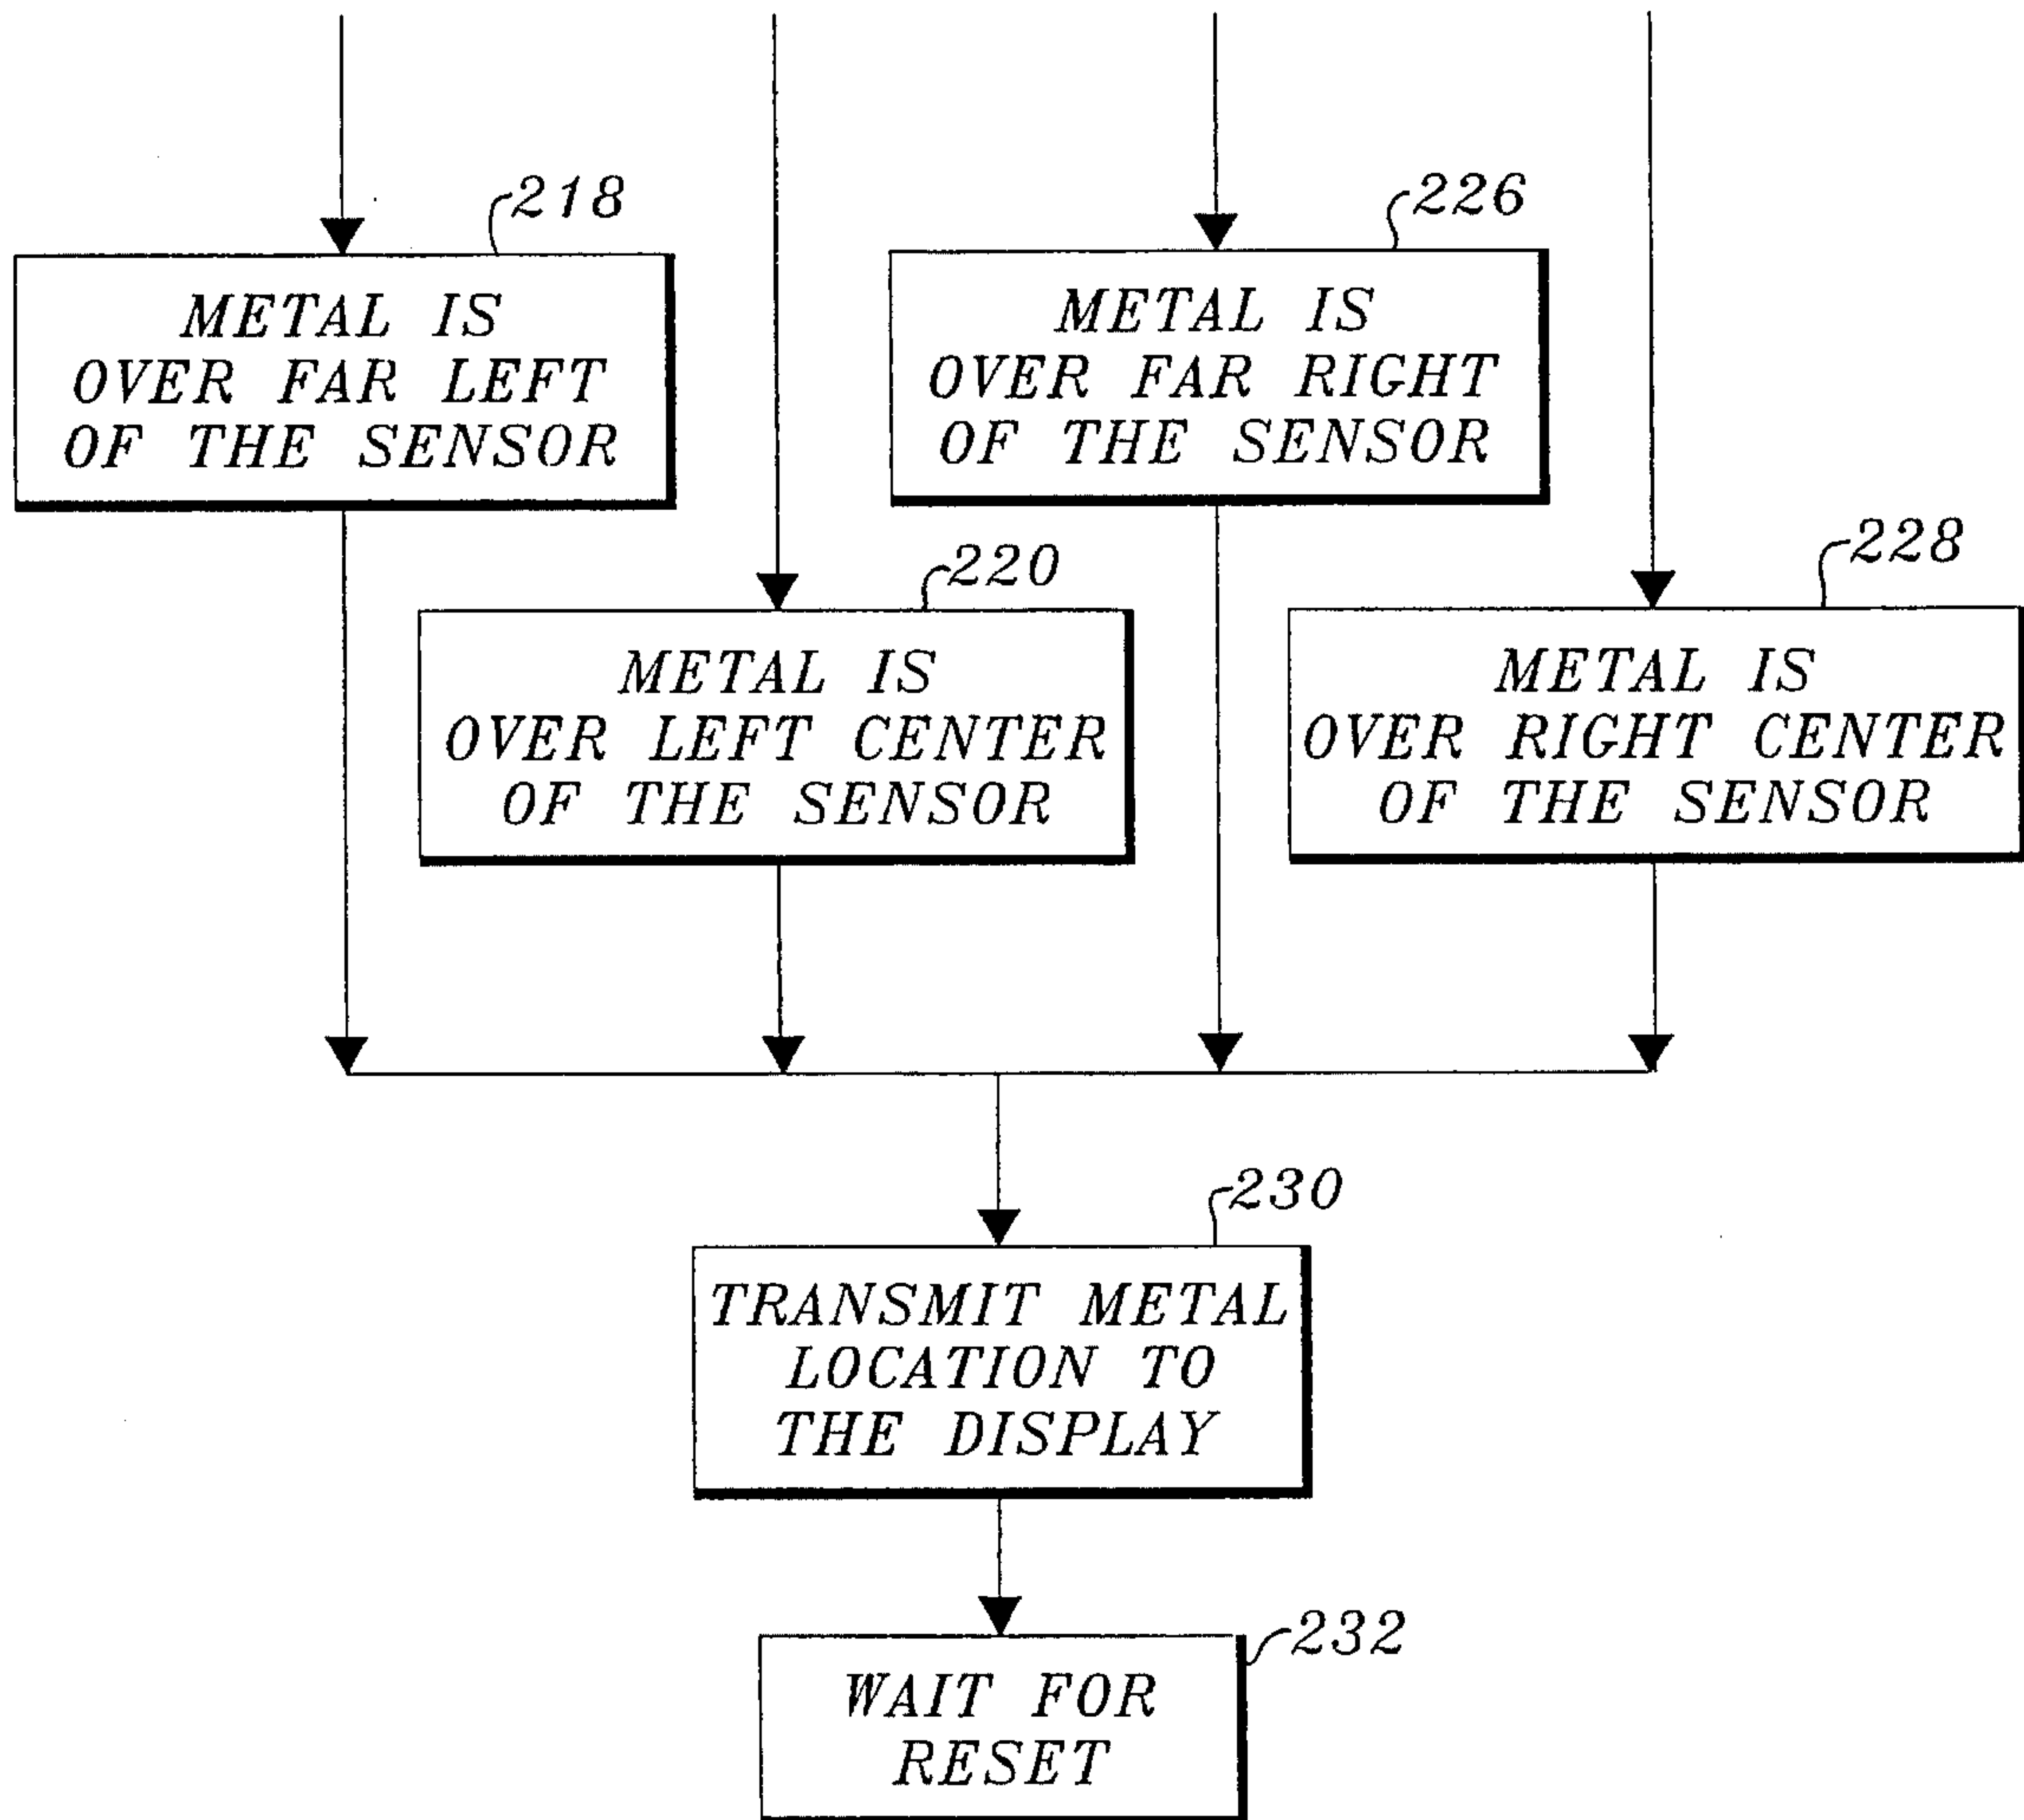 218
METAL IS
OVER FAR LEFT
OF THE SENSOR
226
METAL IS
OVER FAR RIGHT
OF THE SENSOR
220
METAL IS
OVER LEFT CENTER
OF THE SENSOR
228
METAL IS
OVER RIGHT CENTER
OF THE SENSOR
230
TRANSMIT METAL
LOCATION TO
THE DISPLAY
232
WAIT FOR
RESET